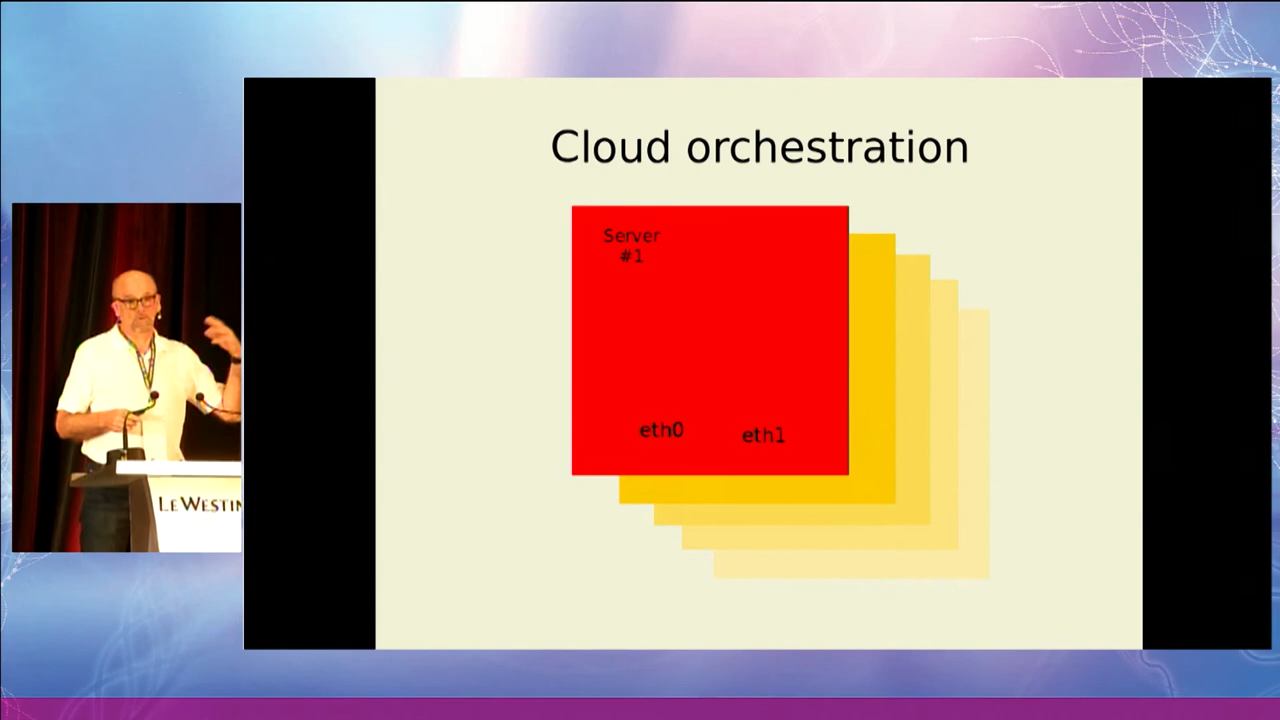 Cloud orchestration
Server
#1
eth0
eth1
LE WESTIN